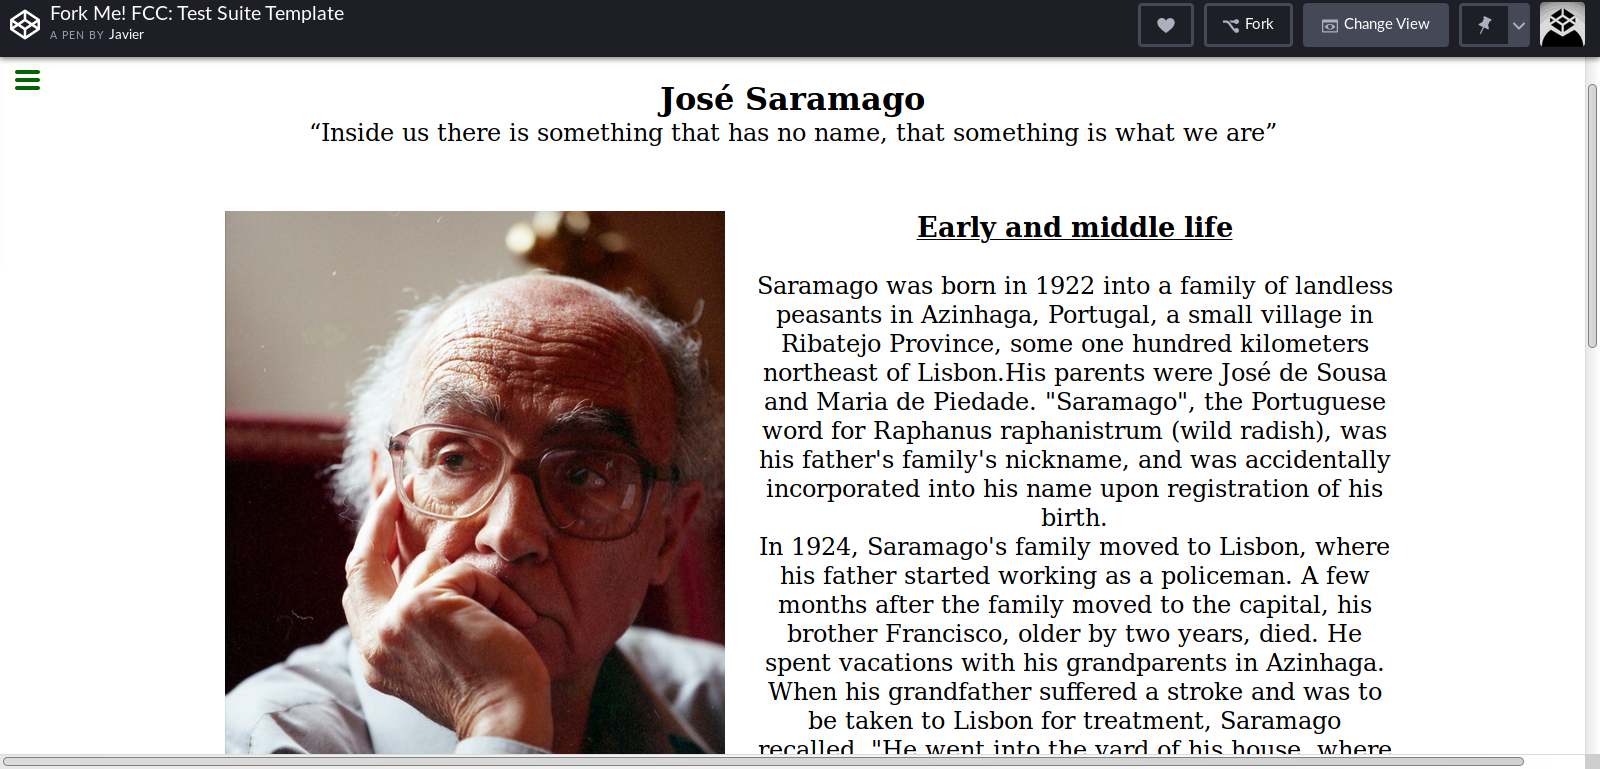 Fork Me! FCC: Test Suite Template
A PEN BY Javier
Fork
Change View
José Saramago
“Inside us there is something that has no name, that something is what we are”
Early and middle life
Saramago was born in 1922 into a family of landless
peasants in Azinhaga, Portugal, a small village in
Ribatejo Province, some one hundred kilometers
northeast of Lisbon.His parents were José de Sousa
and Maria de Piedade. "Saramago", the Portuguese
word for Raphanus raphanistrum (wild radish), was
his father's family's nickname, and was accidentally
incorporated into his name upon registration of his
birth.
In 1924, Saramago's family moved to Lisbon, where
his father started working as a policeman. A few
months after the family moved to the capital, his
brother Francisco, older by two years, died. He
spent vacations with his grandparents in Azinhaga.
When his grandfather suffered a stroke and was to
be taken to Lisbon for treatment, Saramago
recalled, "He went into the yard of his house, where